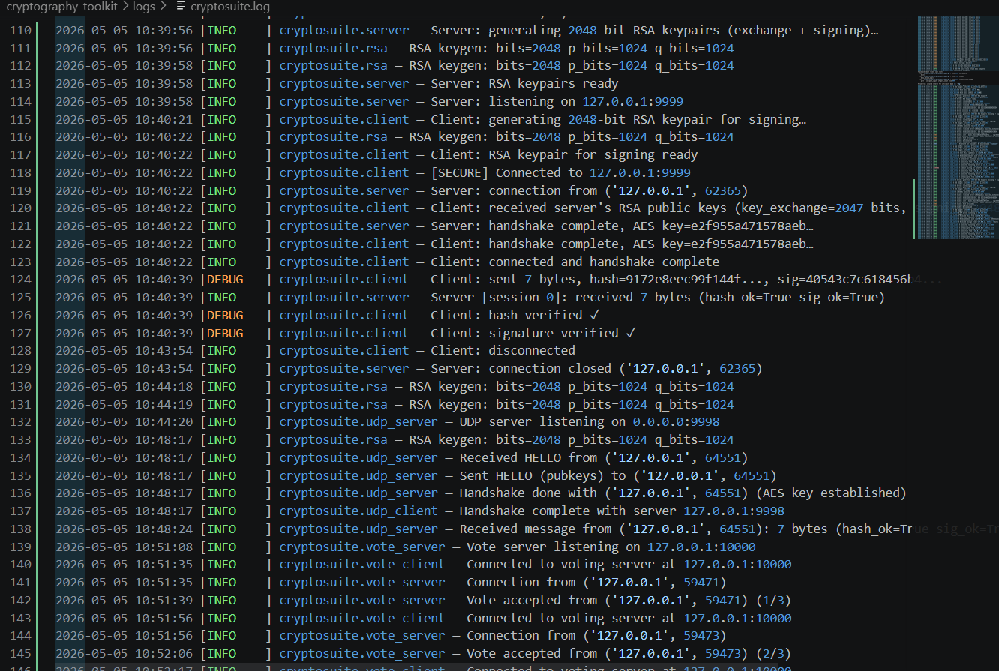 cryptography-toolkit > logs > cryptosuite.log
110 2026-05-05 10:39:56 [INFO    ] cryptosuite.server — Server: generating 2048-bit RSA keypairs (exchange + signing)…
111 2026-05-05 10:39:56 [INFO    ] cryptosuite.rsa — RSA keygen: bits=2048 p_bits=1024 q_bits=1024
112 2026-05-05 10:39:58 [INFO    ] cryptosuite.rsa — RSA keygen: bits=2048 p_bits=1024 q_bits=1024
113 2026-05-05 10:39:58 [INFO    ] cryptosuite.server — Server: RSA keypairs ready
114 2026-05-05 10:39:58 [INFO    ] cryptosuite.server — Server: listening on 127.0.0.1:9999
115 2026-05-05 10:40:21 [INFO    ] cryptosuite.client — Client: generating 2048-bit RSA keypair for signing…
116 2026-05-05 10:40:22 [INFO    ] cryptosuite.rsa — RSA keygen: bits=2048 p_bits=1024 q_bits=1024
117 2026-05-05 10:40:22 [INFO    ] cryptosuite.client — Client: RSA keypair for signing ready
118 2026-05-05 10:40:22 [INFO    ] cryptosuite.client — [SECURE] Connected to 127.0.0.1:9999
119 2026-05-05 10:40:22 [INFO    ] cryptosuite.server — Server: connection from ('127.0.0.1', 62365)
120 2026-05-05 10:40:22 [INFO    ] cryptosuite.client — Client: received server's RSA public keys (key_exchange=2047 bits,
121 2026-05-05 10:40:22 [INFO    ] cryptosuite.server — Server: handshake complete, AES key=e2f955a471578aeb…
122 2026-05-05 10:40:22 [INFO    ] cryptosuite.client — Client: handshake complete, AES key=e2f955a471578aeb…
123 2026-05-05 10:40:22 [INFO    ] cryptosuite.client — Client: connected and handshake complete
124 2026-05-05 10:40:39 [DEBUG   ] cryptosuite.client — Client: sent 7 bytes, hash=9172e8eec99f144f..., sig=40543c7c618456b4...
125 2026-05-05 10:40:39 [INFO    ] cryptosuite.server — Server [session 0]: received 7 bytes (hash_ok=True sig_ok=True)
126 2026-05-05 10:40:39 [DEBUG   ] cryptosuite.client — Client: hash verified ✓
127 2026-05-05 10:40:39 [DEBUG   ] cryptosuite.client — Client: signature verified ✓
128 2026-05-05 10:43:54 [INFO    ] cryptosuite.client — Client: disconnected
129 2026-05-05 10:43:54 [INFO    ] cryptosuite.server — Server: connection closed ('127.0.0.1', 62365)
130 2026-05-05 10:44:18 [INFO    ] cryptosuite.rsa — RSA keygen: bits=2048 p_bits=1024 q_bits=1024
131 2026-05-05 10:44:19 [INFO    ] cryptosuite.rsa — RSA keygen: bits=2048 p_bits=1024 q_bits=1024
132 2026-05-05 10:44:20 [INFO    ] cryptosuite.udp_server — UDP server listening on 0.0.0.0:9998
133 2026-05-05 10:48:17 [INFO    ] cryptosuite.rsa — RSA keygen: bits=2048 p_bits=1024 q_bits=1024
134 2026-05-05 10:48:17 [INFO    ] cryptosuite.udp_server — Received HELLO from ('127.0.0.1', 64551)
135 2026-05-05 10:48:17 [INFO    ] cryptosuite.udp_server — Sent HELLO (pubkeys) to ('127.0.0.1', 64551)
136 2026-05-05 10:48:17 [INFO    ] cryptosuite.udp_server — Handshake done with ('127.0.0.1', 64551) (AES key established)
137 2026-05-05 10:48:17 [INFO    ] cryptosuite.udp_client — Handshake complete with server 127.0.0.1:9998
138 2026-05-05 10:48:24 [INFO    ] cryptosuite.udp_server — Received message from ('127.0.0.1', 64551): 7 bytes (hash_ok=True sig_ok=
139 2026-05-05 10:51:08 [INFO    ] cryptosuite.vote_server — Vote server listening on 127.0.0.1:10000
140 2026-05-05 10:51:35 [INFO    ] cryptosuite.vote_client — Connected to voting server at 127.0.0.1:10000
141 2026-05-05 10:51:35 [INFO    ] cryptosuite.vote_server — Connection from ('127.0.0.1', 59471)
142 2026-05-05 10:51:39 [INFO    ] cryptosuite.vote_server — Vote accepted from ('127.0.0.1', 59471) (1/3)
143 2026-05-05 10:51:56 [INFO    ] cryptosuite.vote_client — Connected to voting server at 127.0.0.1:10000
144 2026-05-05 10:51:56 [INFO    ] cryptosuite.vote_server — Connection from ('127.0.0.1', 59473)
145 2026-05-05 10:52:06 [INFO    ] cryptosuite.vote_server — Vote accepted from ('127.0.0.1', 59473) (2/3)
146 2026-05-05 10:52:17 [INFO    ] cryptosuite.vote_client — Connected to voting server at 127.0.0.1:10000